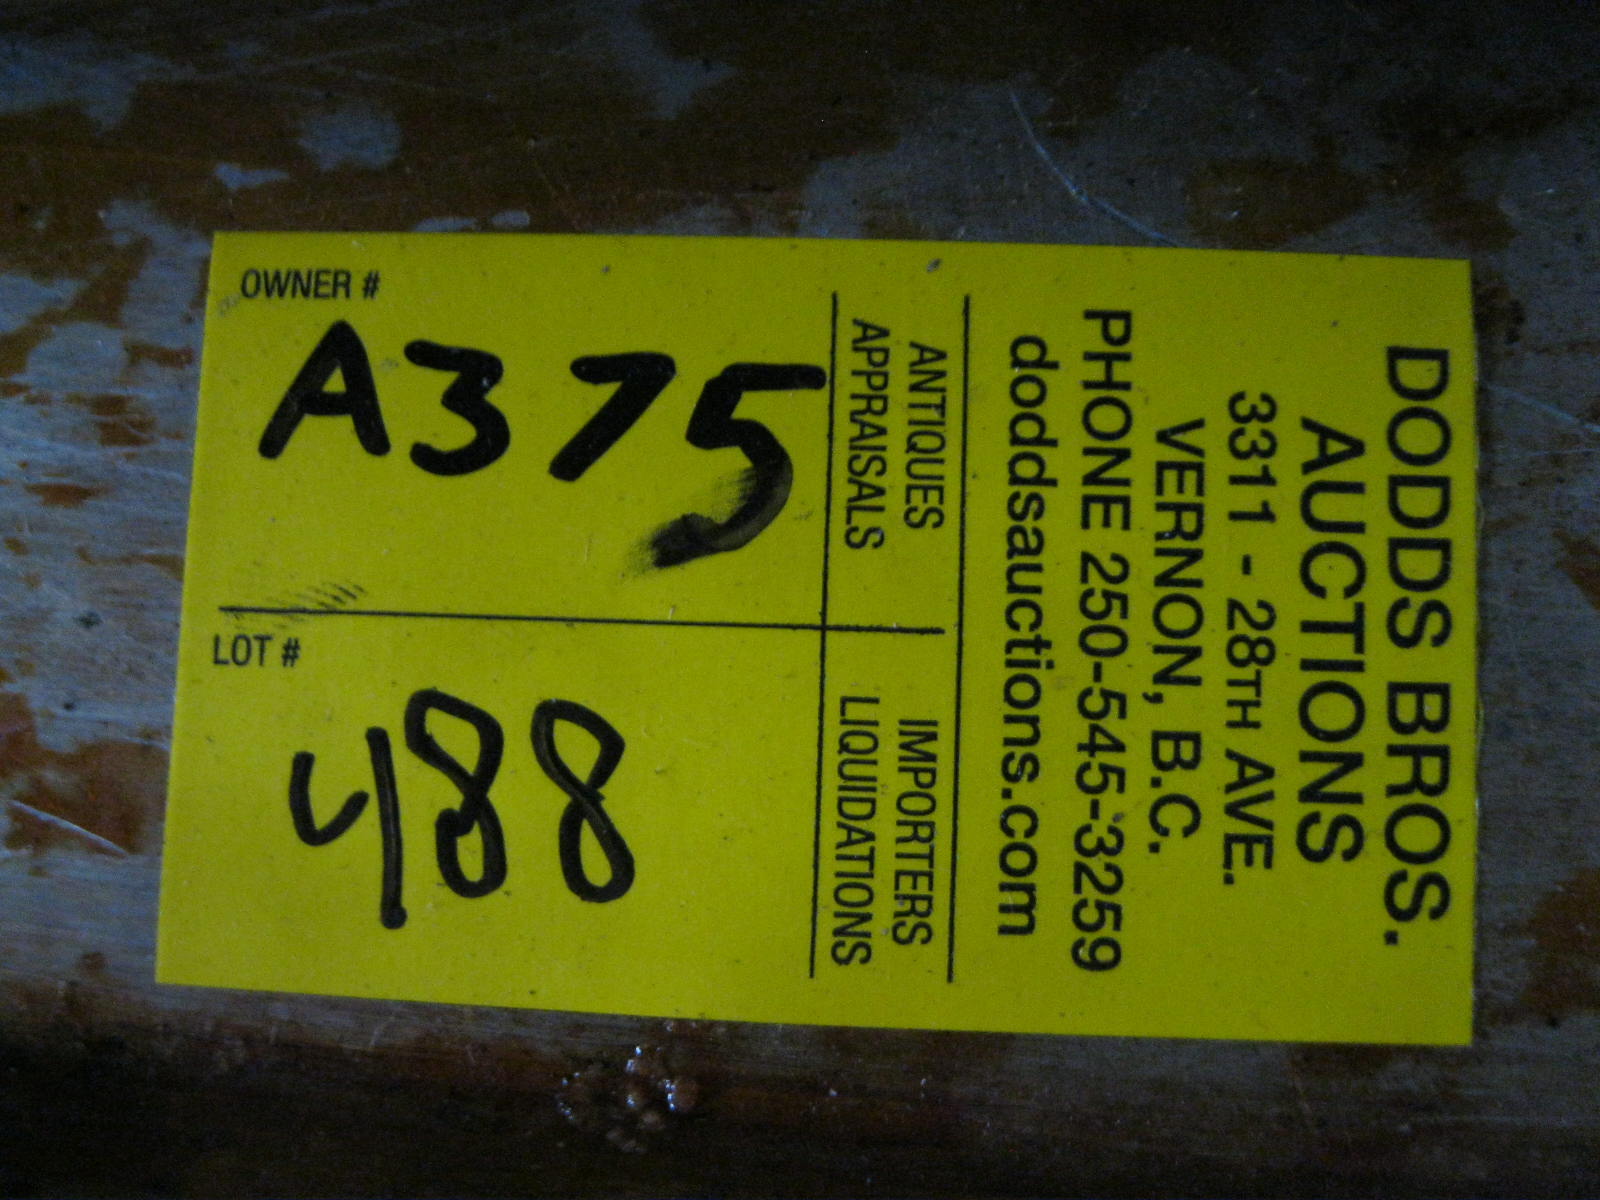 DODDS BROS.
AUCTIONS
3311 - 28TH AVE.
VERNON, B.C.
PHONE 250-545-3259
doddsauctions.com
ANTIQUES
APPRAISALS
IMPORTERS
LIQUIDATIONS
OWNER #
A375
LOT #
488